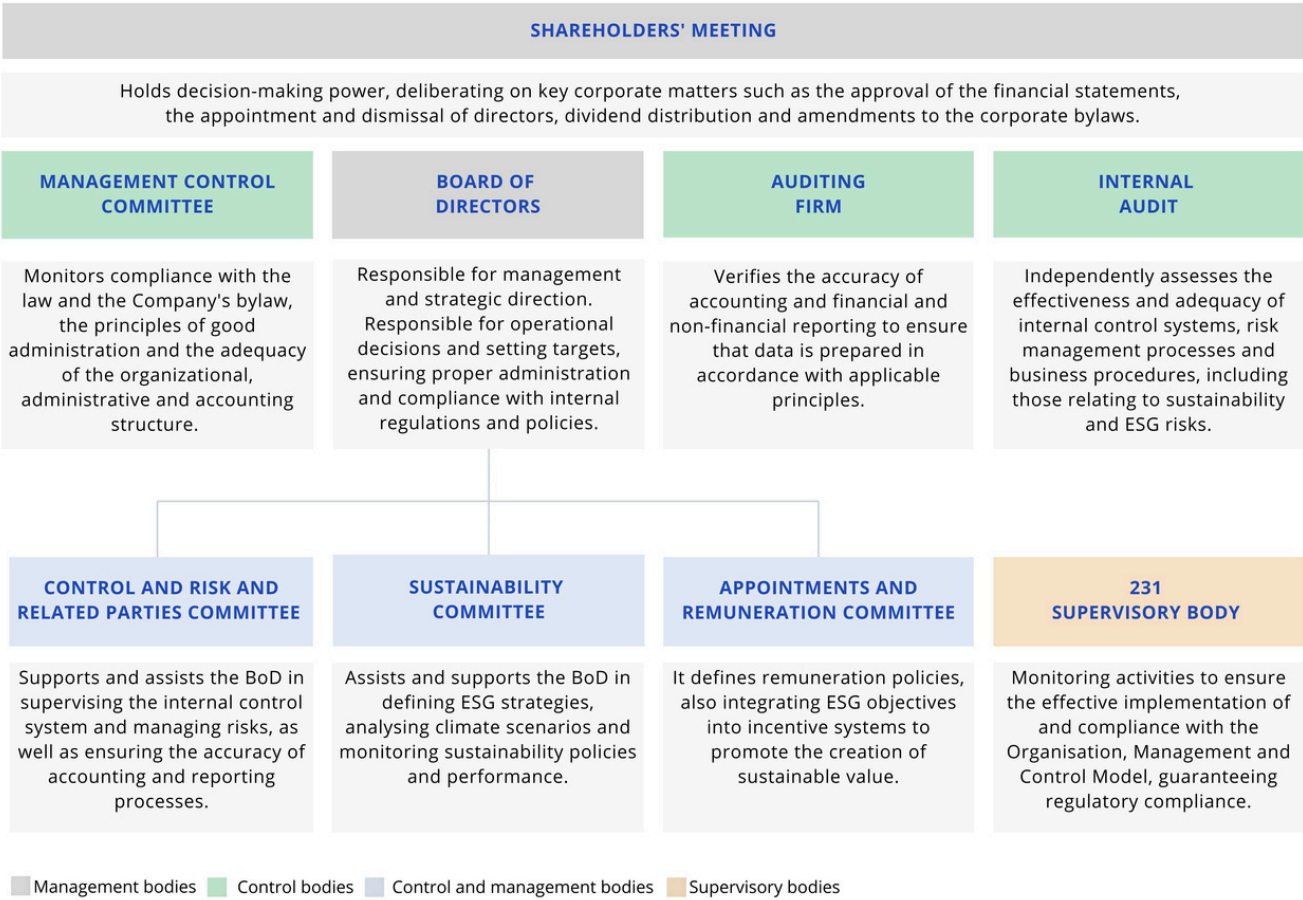 SHAREHOLDERS' MEETING
Holds decision-making power, deliberating on key corporate matters such as the approval of the financial statements,
the appointment and dismissal of directors, dividend distribution and amendments to the corporate bylaws.
MANAGEMENT CONTROL
COMMITTEE
Monitors compliance with the
law and the Company's bylaw,
the principles of good
administration and the adequacy
of the organizational,
administrative and accounting
structure.
BOARD OF
DIRECTORS
Responsible for management
and strategic direction.
Responsible for operational
decisions and setting targets,
ensuring proper administration
and compliance with internal
regulations and policies.
AUDITING
FIRM
Verifies the accuracy of
accounting and financial and
non-financial reporting to ensure
that data is prepared in
accordance with applicable
principles.
INTERNAL
AUDIT
Independently assesses the
effectiveness and adequacy of
internal control systems, risk
management processes and
business procedures, including
those relating to sustainability
and ESG risks.
CONTROL AND RISK AND
RELATED PARTIES COMMITTEE
Supports and assists the BoD in
supervising the internal control
system and managing risks, as
well as ensuring the accuracy of
accounting and reporting
processes.
SUSTAINABILITY
COMMITTEE
Assists and supports the BoD in
defining ESG strategies,
analysing climate scenarios and
monitoring sustainability policies
and performance.
APPOINTMENTS AND
REMUNERATION COMMITTEE
It defines remuneration policies,
also integrating ESG objectives
into incentive systems to
promote the creation of
sustainable value.
231
SUPERVISORY BODY
Monitoring activities to ensure
the effective implementation of
and compliance with the
Organisation, Management and
Control Model, guaranteeing
regulatory compliance.
Management bodies
Control bodies
Control and management bodies
Supervisory bodies